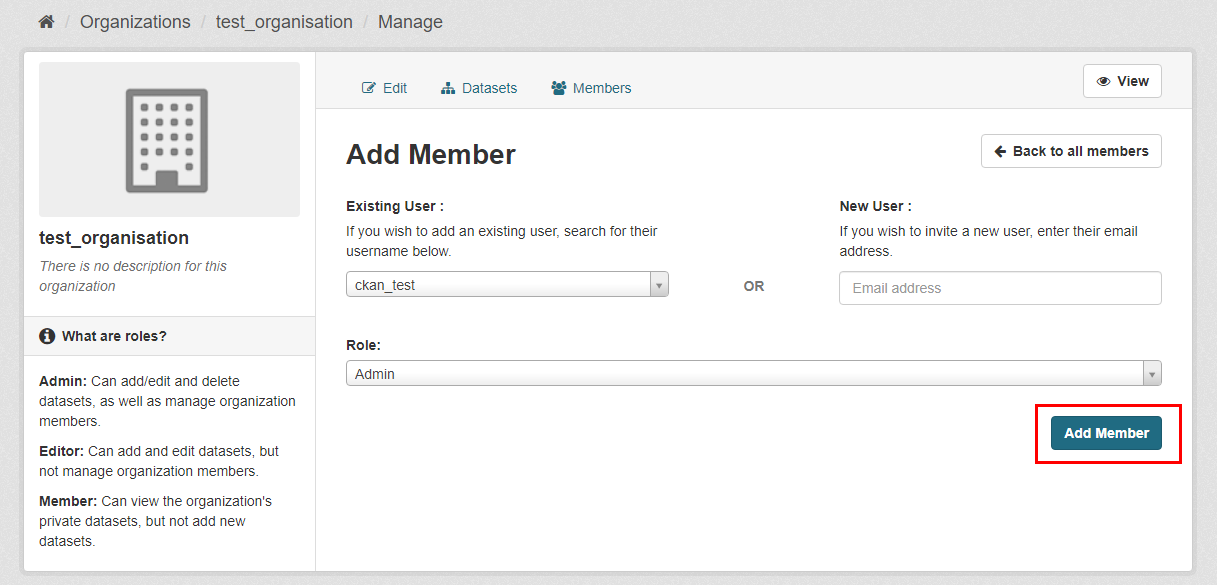 / Organizations / test_organisation / Manage
Edit
Datasets
Members
View
test_organisation
There is no description for this
organization
What are roles?
Admin: Can add/edit and delete
datasets, as well as manage organization
members.
Editor: Can add and edit datasets, but
not manage organization members.
Member: Can view the organization's
private datasets, but not add new
datasets.
Add Member
Back to all members
Existing User :
If you wish to add an existing user, search for their
username below.
ckan_test
OR
New User :
If you wish to invite a new user, enter their email
address.
Email address
Role:
Admin
Add Member